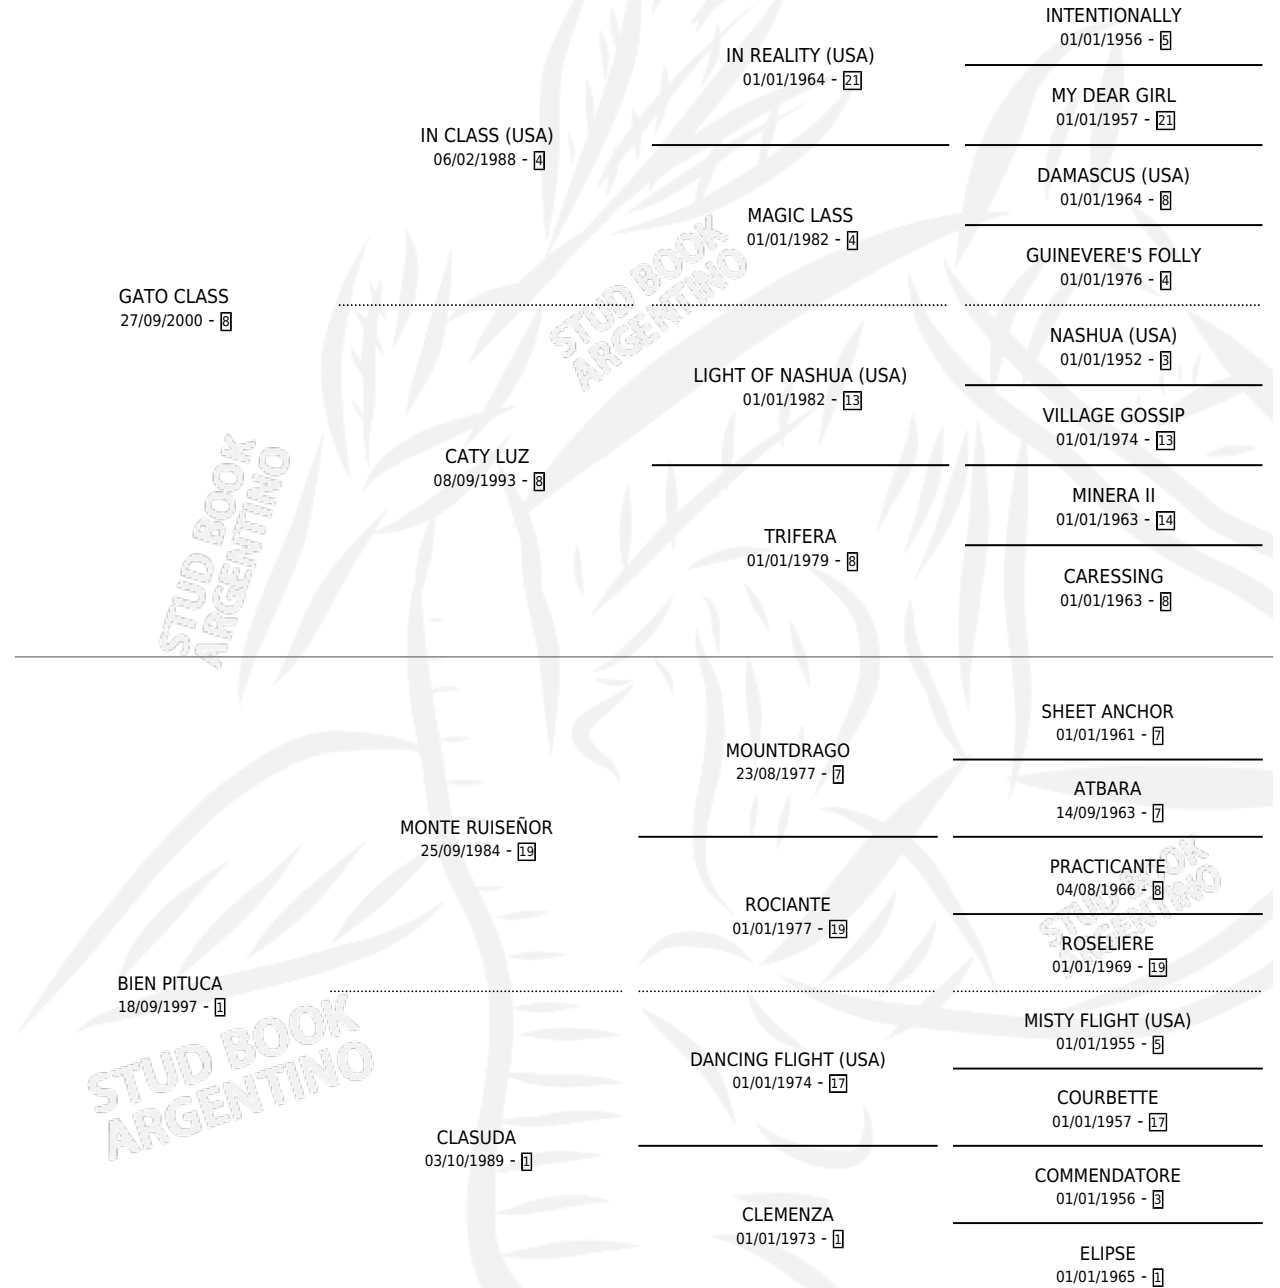 INTENTIONALLY
01/01/1956 - 5
IN REALITY (USA)
01/01/1964 - 21
MY DEAR GIRL
01/01/1957 - 21
IN CLASS (USA)
06/02/1988 - 4
DAMASCUS (USA)
01/01/1964 - 8
MAGIC LASS
01/01/1982 - 4
GUINEVERE'S FOLLY
01/01/1976 - 4
GATO CLASS
27/09/2000 - 8
STUD BOOK
ARGENTINO
NASHUA (USA)
01/01/1952 - 3
LIGHT OF NASHUA (USA)
01/01/1982 - 13
VILLAGE GOSSIP
01/01/1974 - 13
CATY LUZ
08/09/1993 - 8
MINERA II
01/01/1963 - 14
TRIFERA
01/01/1979 - 8
CARESSING
01/01/1963 - 8
STUD BOOK
ARGENTINO
SHEET ANCHOR
01/01/1961 - 7
MOUNTDRAGO
23/08/1977 - 7
ATBARA
14/09/1963 - 7
MONTE RUISEÑOR
25/09/1984 - 19
PRACTICANTE
04/08/1966 - 8
ROCIANTE
01/01/1977 - 19
ROSELIERE
01/01/1969 - 19
STUD BOOK
ARGENTINO
BIEN PITUCA
18/09/1997 - 1
MISTY FLIGHT (USA)
01/01/1955 - 5
DANCING FLIGHT (USA)
01/01/1974 - 17
COURBETTE
01/01/1957 - 17
STUD BOOK
ARGENTINO
CLASUDA
03/10/1989 - 1
COMMENDATORE
01/01/1956 - 3
CLEMENZA
01/01/1973 - 1
ELIPSE
01/01/1965 - 1